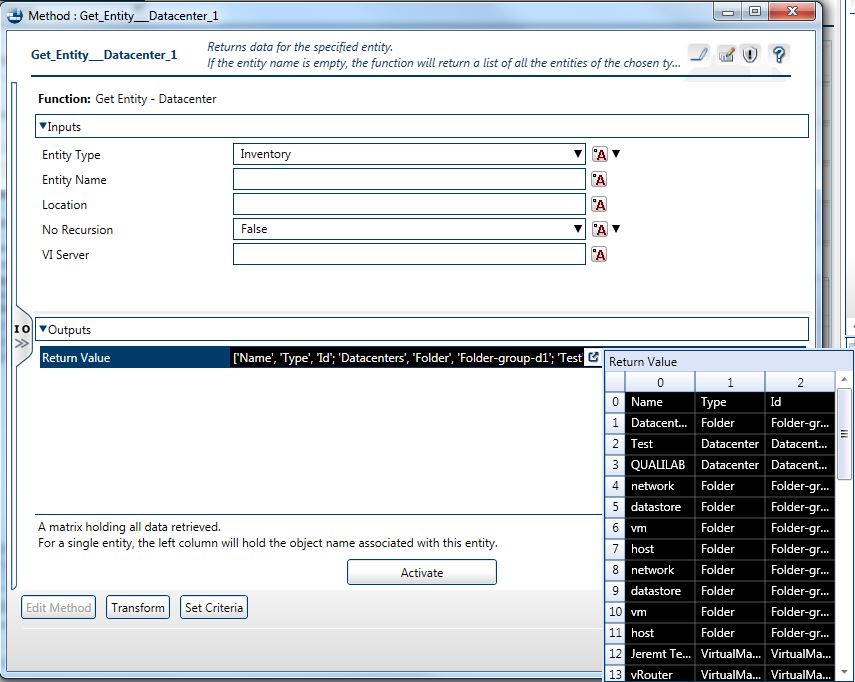 Method : Get_Entity___Datacenter_1
Get_Entity___Datacenter_1
Returns data for the specified entity.
If the entity name is empty, the function will return a list of all the entities of the chosen ty...
Function: Get Entity - Datacenter
Inputs
Entity Type Inventory A
Entity Name A
Location A
No Recursion False A
VI Server A
I O
Outputs
Return Value ['Name', 'Type', 'Id'; 'Datacenters', 'Folder', 'Folder-group-d1'; 'Test'
Return Value
0 1 2
0 Name Type Id
1 Datacent... Folder Folder-gr...
2 Test Datacenter Datacent...
3 QUALILAB Datacenter Datacent...
4 network Folder Folder-gr...
5 datastore Folder Folder-gr...
6 vm Folder Folder-gr...
7 host Folder Folder-gr...
8 network Folder Folder-gr...
9 datastore Folder Folder-gr...
10 vm Folder Folder-gr...
11 host Folder Folder-gr...
12 Jeremt Te... VirtualMa... VirtualMa...
13 vRouter VirtualMa... VirtualMa...
A matrix holding all data retrieved.
For a single entity, the left column will hold the object name associated with this entity.
Activate
Edit Method Transform Set Criteria